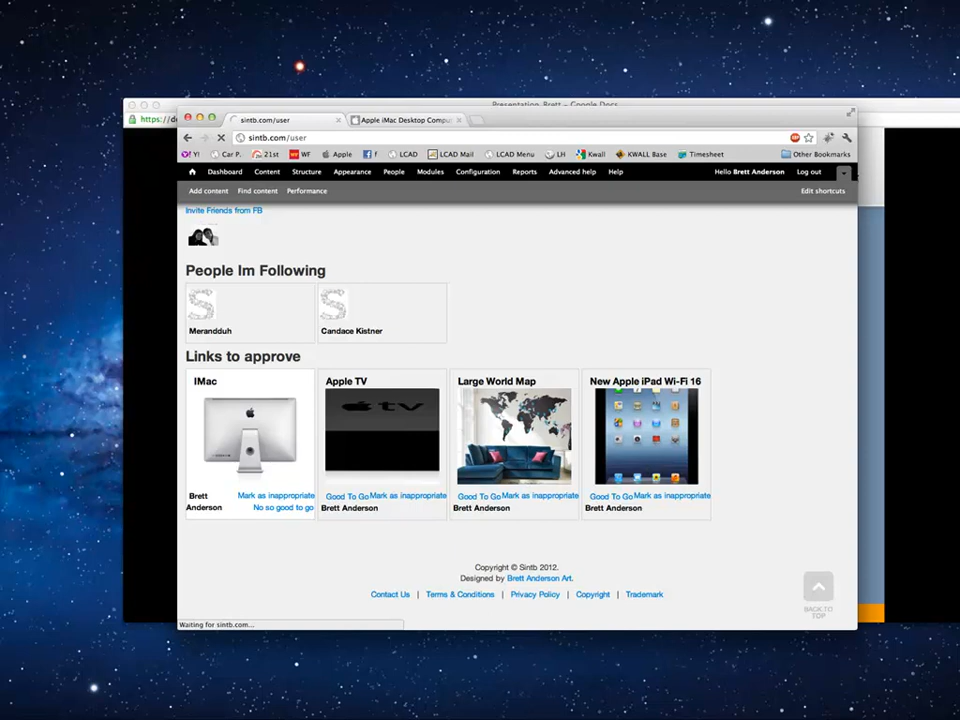 Presentation_Brett – Google Docs
https://d
sintb.com/user
Apple iMac Desktop Compu
sintb.com/user
Y!
Car P.
21st
WF
Apple
f
LCAD
LCAD Mail
LCAD Menu
LH
Kwall
KWALL Base
Timesheet
Other Bookmarks
Dashboard
Content
Structure
Appearance
People
Modules
Configuration
Reports
Advanced help
Help
Hello Brett Anderson
Log out
Add content
Find content
Performance
Edit shortcuts
Invite Friends from FB
People Im Following
Merandduh
Candace Kistner
Links to approve
IMac
Apple TV
Large World Map
New Apple iPad Wi-Fi 16
tv
Brett Anderson
Mark as inappropriate
No so good to go
Good To Go Mark as inappropriate
Brett Anderson
Good To Go Mark as inappropriate
Brett Anderson
Good To Go Mark as inappropriate
Brett Anderson
Copyright © Sintb 2012.
Designed by Brett Anderson Art.
Contact Us | Terms & Conditions | Privacy Policy | Copyright | Trademark
BACK TO
TOP
Waiting for sintb.com...